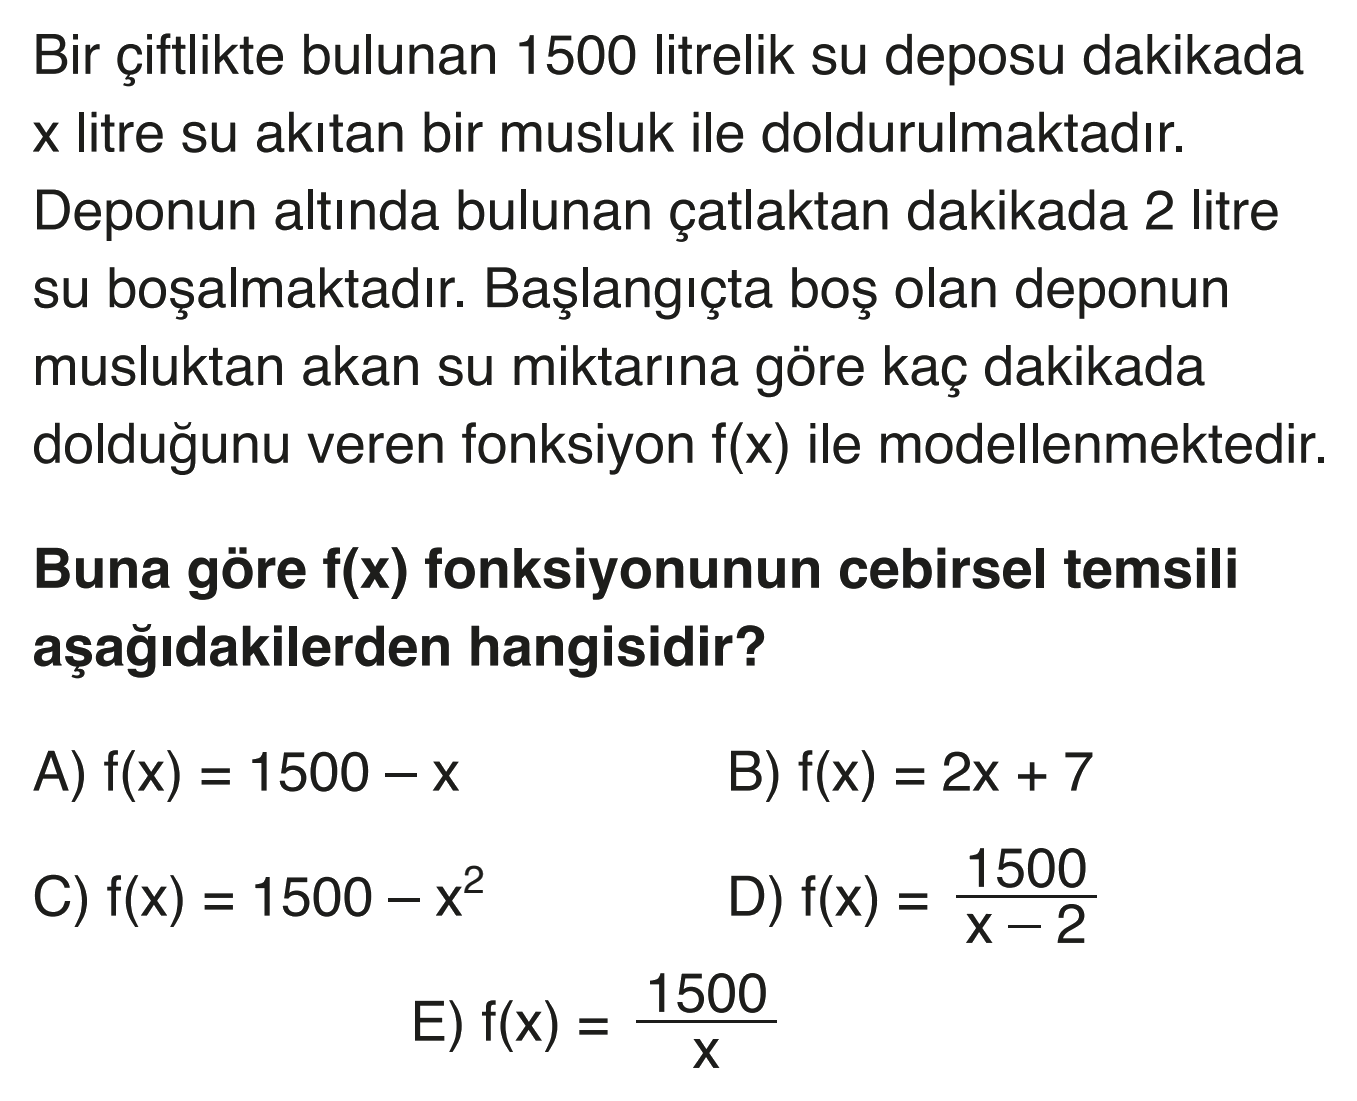 Bir çiftlikte bulunan 1500 litrelik su deposu dakikada
x litre su akıtan bir musluk ile doldurulmaktadır.
Deponun altında bulunan çatlaktan dakikada 2 litre
su boşalmaktadır. Başlangıçta boş olan deponun
musluktan akan su miktarına göre kaç dakikada
dolduğunu veren fonksiyon f(x) ile modellenmektedir.
Buna göre f(x) fonksiyonunun cebirsel temsili
aşağıdakilerden hangisidir?
A) f(x) = 1500 – x
B) f(x) = 2x + 7
C) f(x) = 1500 – x²
D) f(x) = 1500 / (x – 2)
E) f(x) = 1500 / x